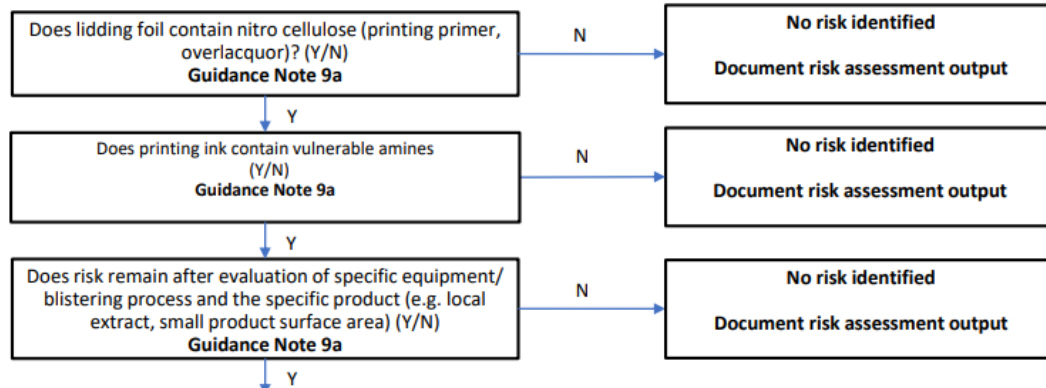 Does lidding foil contain nitro cellulose (printing primer,
overlacquor)? (Y/N)
Guidance Note 9a
N
No risk identified
Document risk assessment output
Y
Does printing ink contain vulnerable amines
(Y/N)
Guidance Note 9a
N
No risk identified
Document risk assessment output
Y
Does risk remain after evaluation of specific equipment/
blistering process and the specific product (e.g. local
extract, small product surface area) (Y/N)
Guidance Note 9a
N
No risk identified
Document risk assessment output
Y